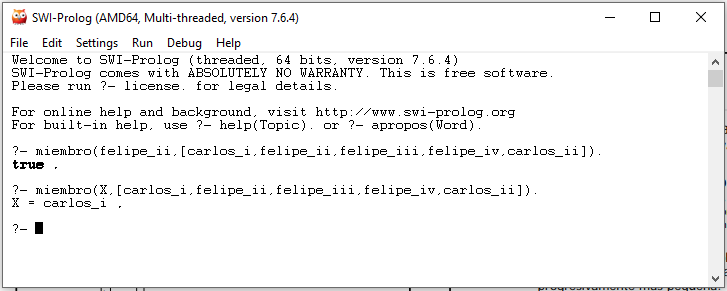 SWI-Prolog (AMD64, Multi-threaded, version 7.6.4)
File Edit Settings Run Debug Help
Welcome to SWI-Prolog (threaded, 64 bits, version 7.6.4)
SWI-Prolog comes with ABSOLUTELY NO WARRANTY. This is free software.
Please run ?- license. for legal details.
For online help and background, visit http://www.swi-prolog.org
For built-in help, use ?- help(Topic). or ?- apropos(Word).
?- miembro(felipe_ii,[carlos_i,felipe_ii,felipe_iii,felipe_iv,carlos_ii]).
true .
?- miembro(X,[carlos_i,felipe_ii,felipe_iii,felipe_iv,carlos_ii]).
X = carlos_i .
?-
progresivamente más pequeña.